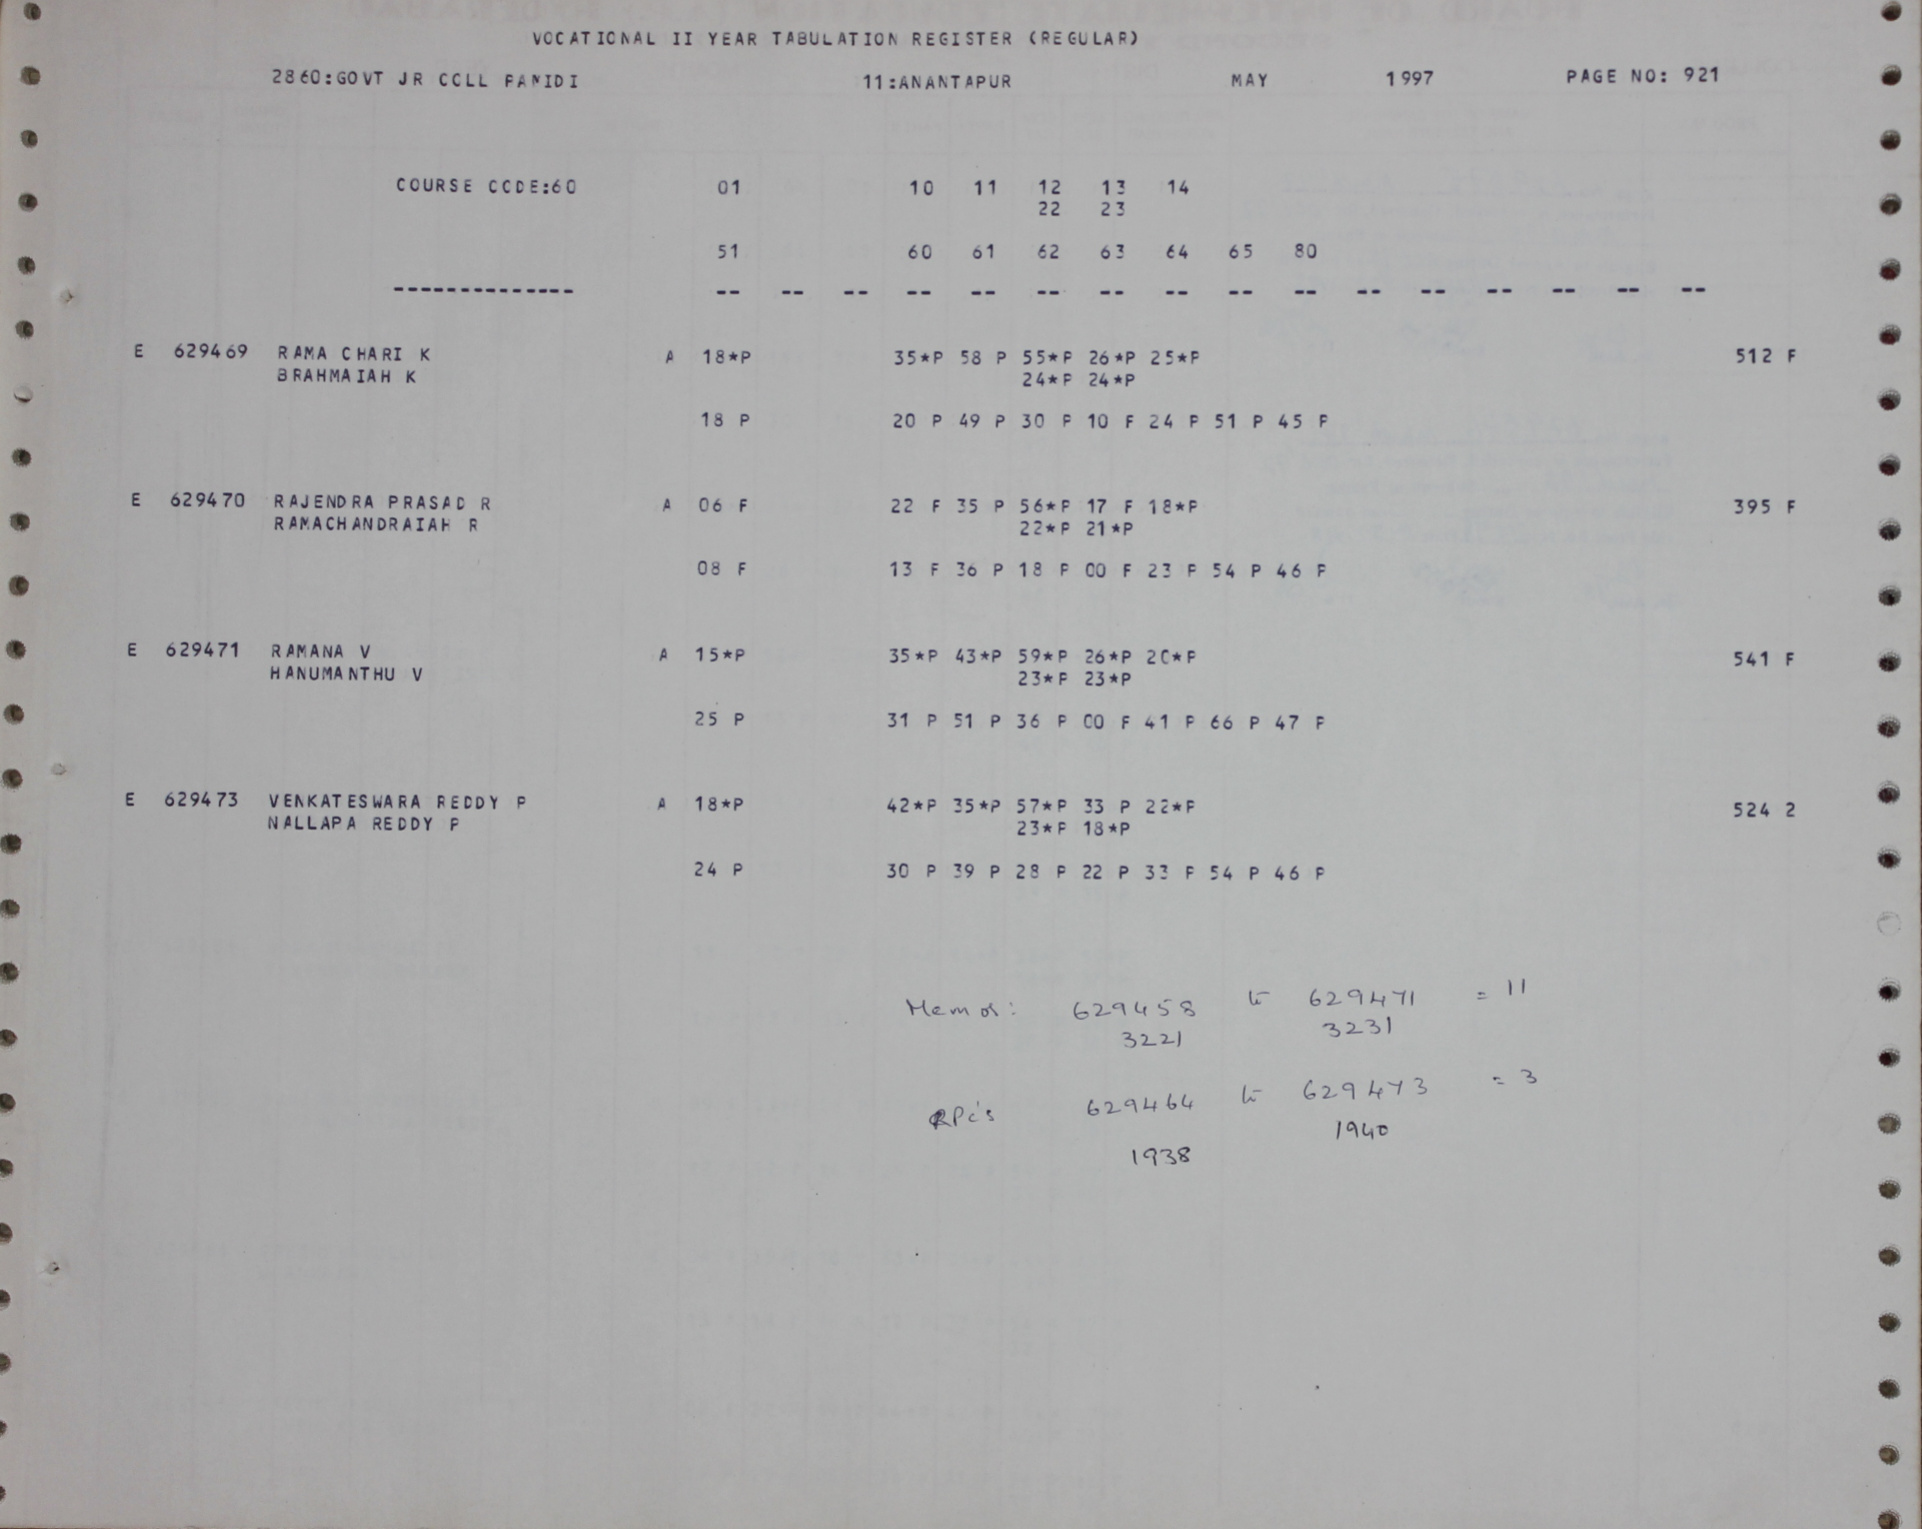 VOCATIONAL II YEAR TABULATION REGISTER (REGULAR)
2860:GOVT JR COLL PAMIDI 11:ANANTAPUR MAY 1997 PAGE NO: 921
COURSE CODE:60 01 10 11 12 13 14
22 23
51 60 61 62 63 64 65 80
-------------- -- -- -- -- -- -- -- -- -- -- -- -- -- -- -- --
E 629469 RAMA CHARI K A 18*P 35*P 58 P 55*P 26*P 25*P 512 F
BRAHMAIAH K 24*P 24*P
18 P 20 P 49 P 30 P 10 F 24 P 51 P 45 P
E 629470 RAJENDRA PRASAD R A 06 F 22 F 35 P 56*P 17 F 18*P 395 F
RAMACHANDRAIAH R 22*P 21*P
08 F 13 F 36 P 18 P 00 F 23 P 54 P 46 P
E 629471 RAMANA V A 15*P 35*P 43*P 59*P 26*P 20*P 541 F
HANUMANTHU V 23*P 23*P
25 P 31 P 51 P 36 P 00 F 41 P 66 P 47 P
E 629473 VENKATESWARA REDDY P A 18*P 42*P 35*P 57*P 33 P 22*P 524 2
NALLAPA REDDY P 23*P 18*P
24 P 30 P 39 P 28 P 22 P 33 P 54 P 46 P
Memos: 629458 to 629471 = 11
3221 3231
RPc's 629464 to 629473 = 3
1938 1940